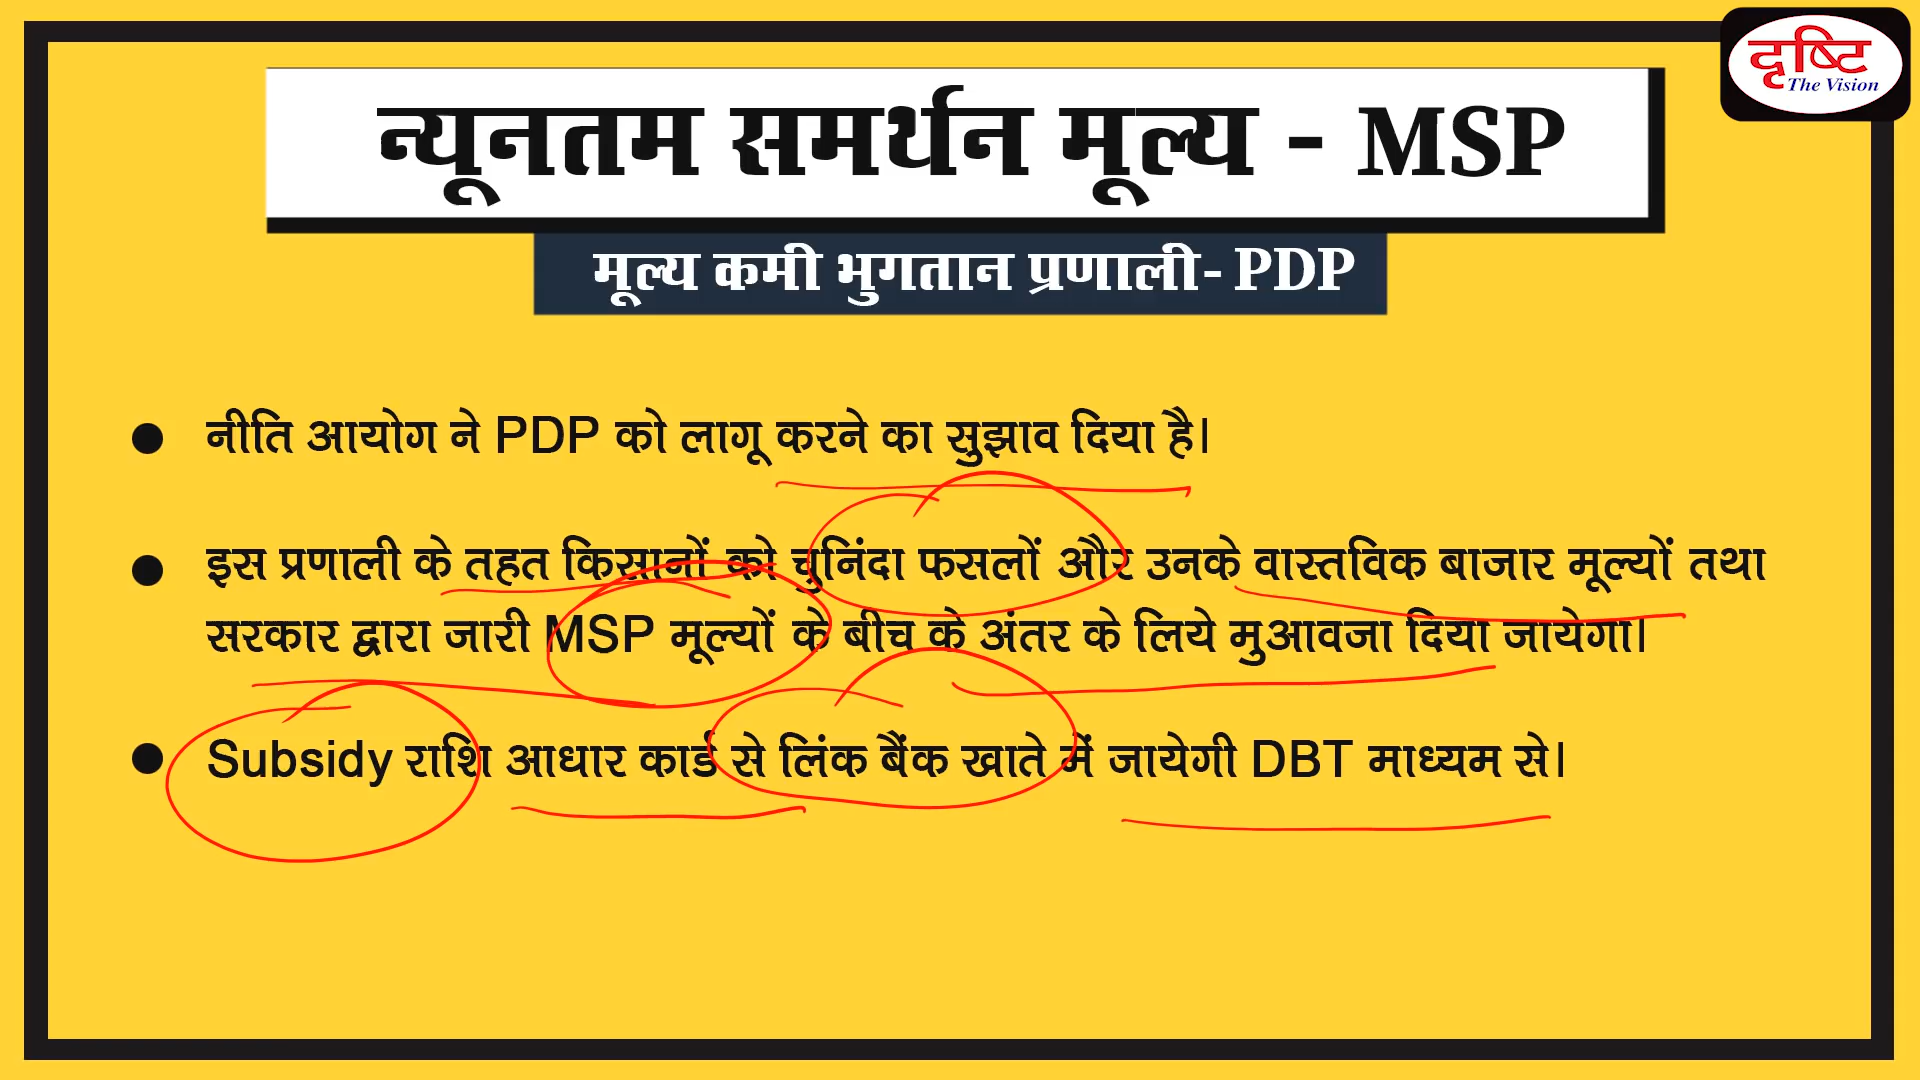 दृष्टि
The Vision
न्यूनतम समर्थन मूल्य - MSP
मूल्य कमी भुगतान प्रणाली- PDP
नीति आयोग ने PDP को लागू करने का सुझाव दिया है।
इस प्रणाली के तहत किसानों को चुनिंदा फसलों और उनके वास्तविक बाजार मूल्यों तथा
सरकार द्वारा जारी MSP मूल्यों के बीच के अंतर के लिये मुआवजा दिया जायेगा।
Subsidy राशि आधार कार्ड से लिंक बैंक खाते में जायेगी DBT माध्यम से।